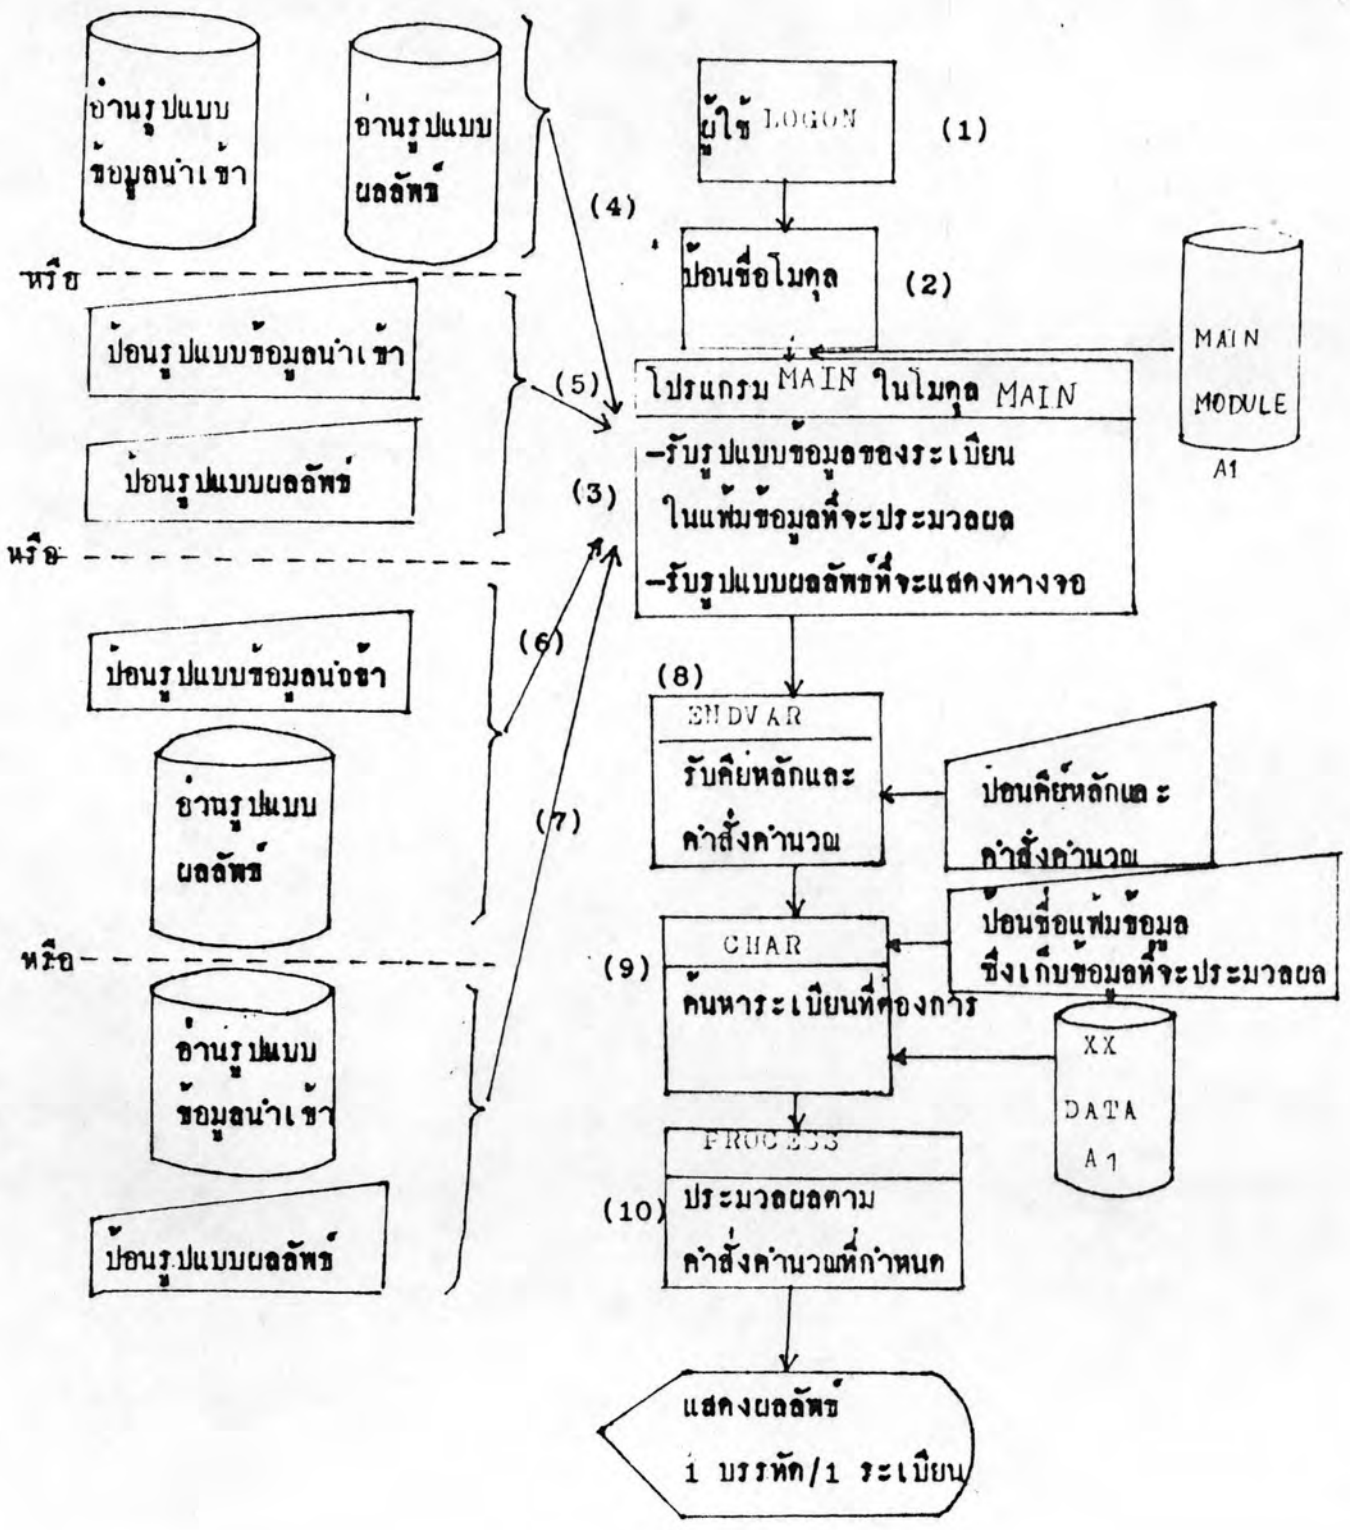 อ่านรูปแบบ
ข้อมูลนำเข้า
อ่านรูปแบบ
ผลลัพธ์
(4)
หรือ
ป้อนรูปแบบข้อมูลนำเข้า
(5)
ป้อนรูปแบบผลลัพธ์
(3)
หรือ
ป้อนรูปแบบข้อมูลนำเข้า
(6)
อ่านรูปแบบ
ผลลัพธ์
(7)
หรือ
อ่านรูปแบบ
ข้อมูลนำเข้า
ป้อนรูปแบบผลลัพธ์
ผู้ใช้ LOGON
(1)
ป้อนชื่อโมดุล
(2)
MAIN
MODULE
A1
โปรแกรม MAIN ในโมดุล MAIN
-รับรูปแบบข้อมูลของระเบียน
ในแฟ้มข้อมูลที่จะประมวลผล
-รับรูปแบบผลลัพธ์ที่จะแสดงทางจอ
(8)
ENDVAR
รับคีย์หลักและ
คำสั่งคำนวณ
ป้อนคีย์หลักและ
คำสั่งคำนวณ
(9)
CHAR
ค้นหาระเบียนที่ต้องการ
ป้อนชื่อแฟ้มข้อมูล
ซึ่งเก็บข้อมูลที่จะประมวลผล
XX
DATA
A1
(10)
PROCESS
ประมวลผลตาม
คำสั่งคำนวณที่กำหนด
แสดงผลลัพธ์
1 บรรทัด/1 ระเบียน